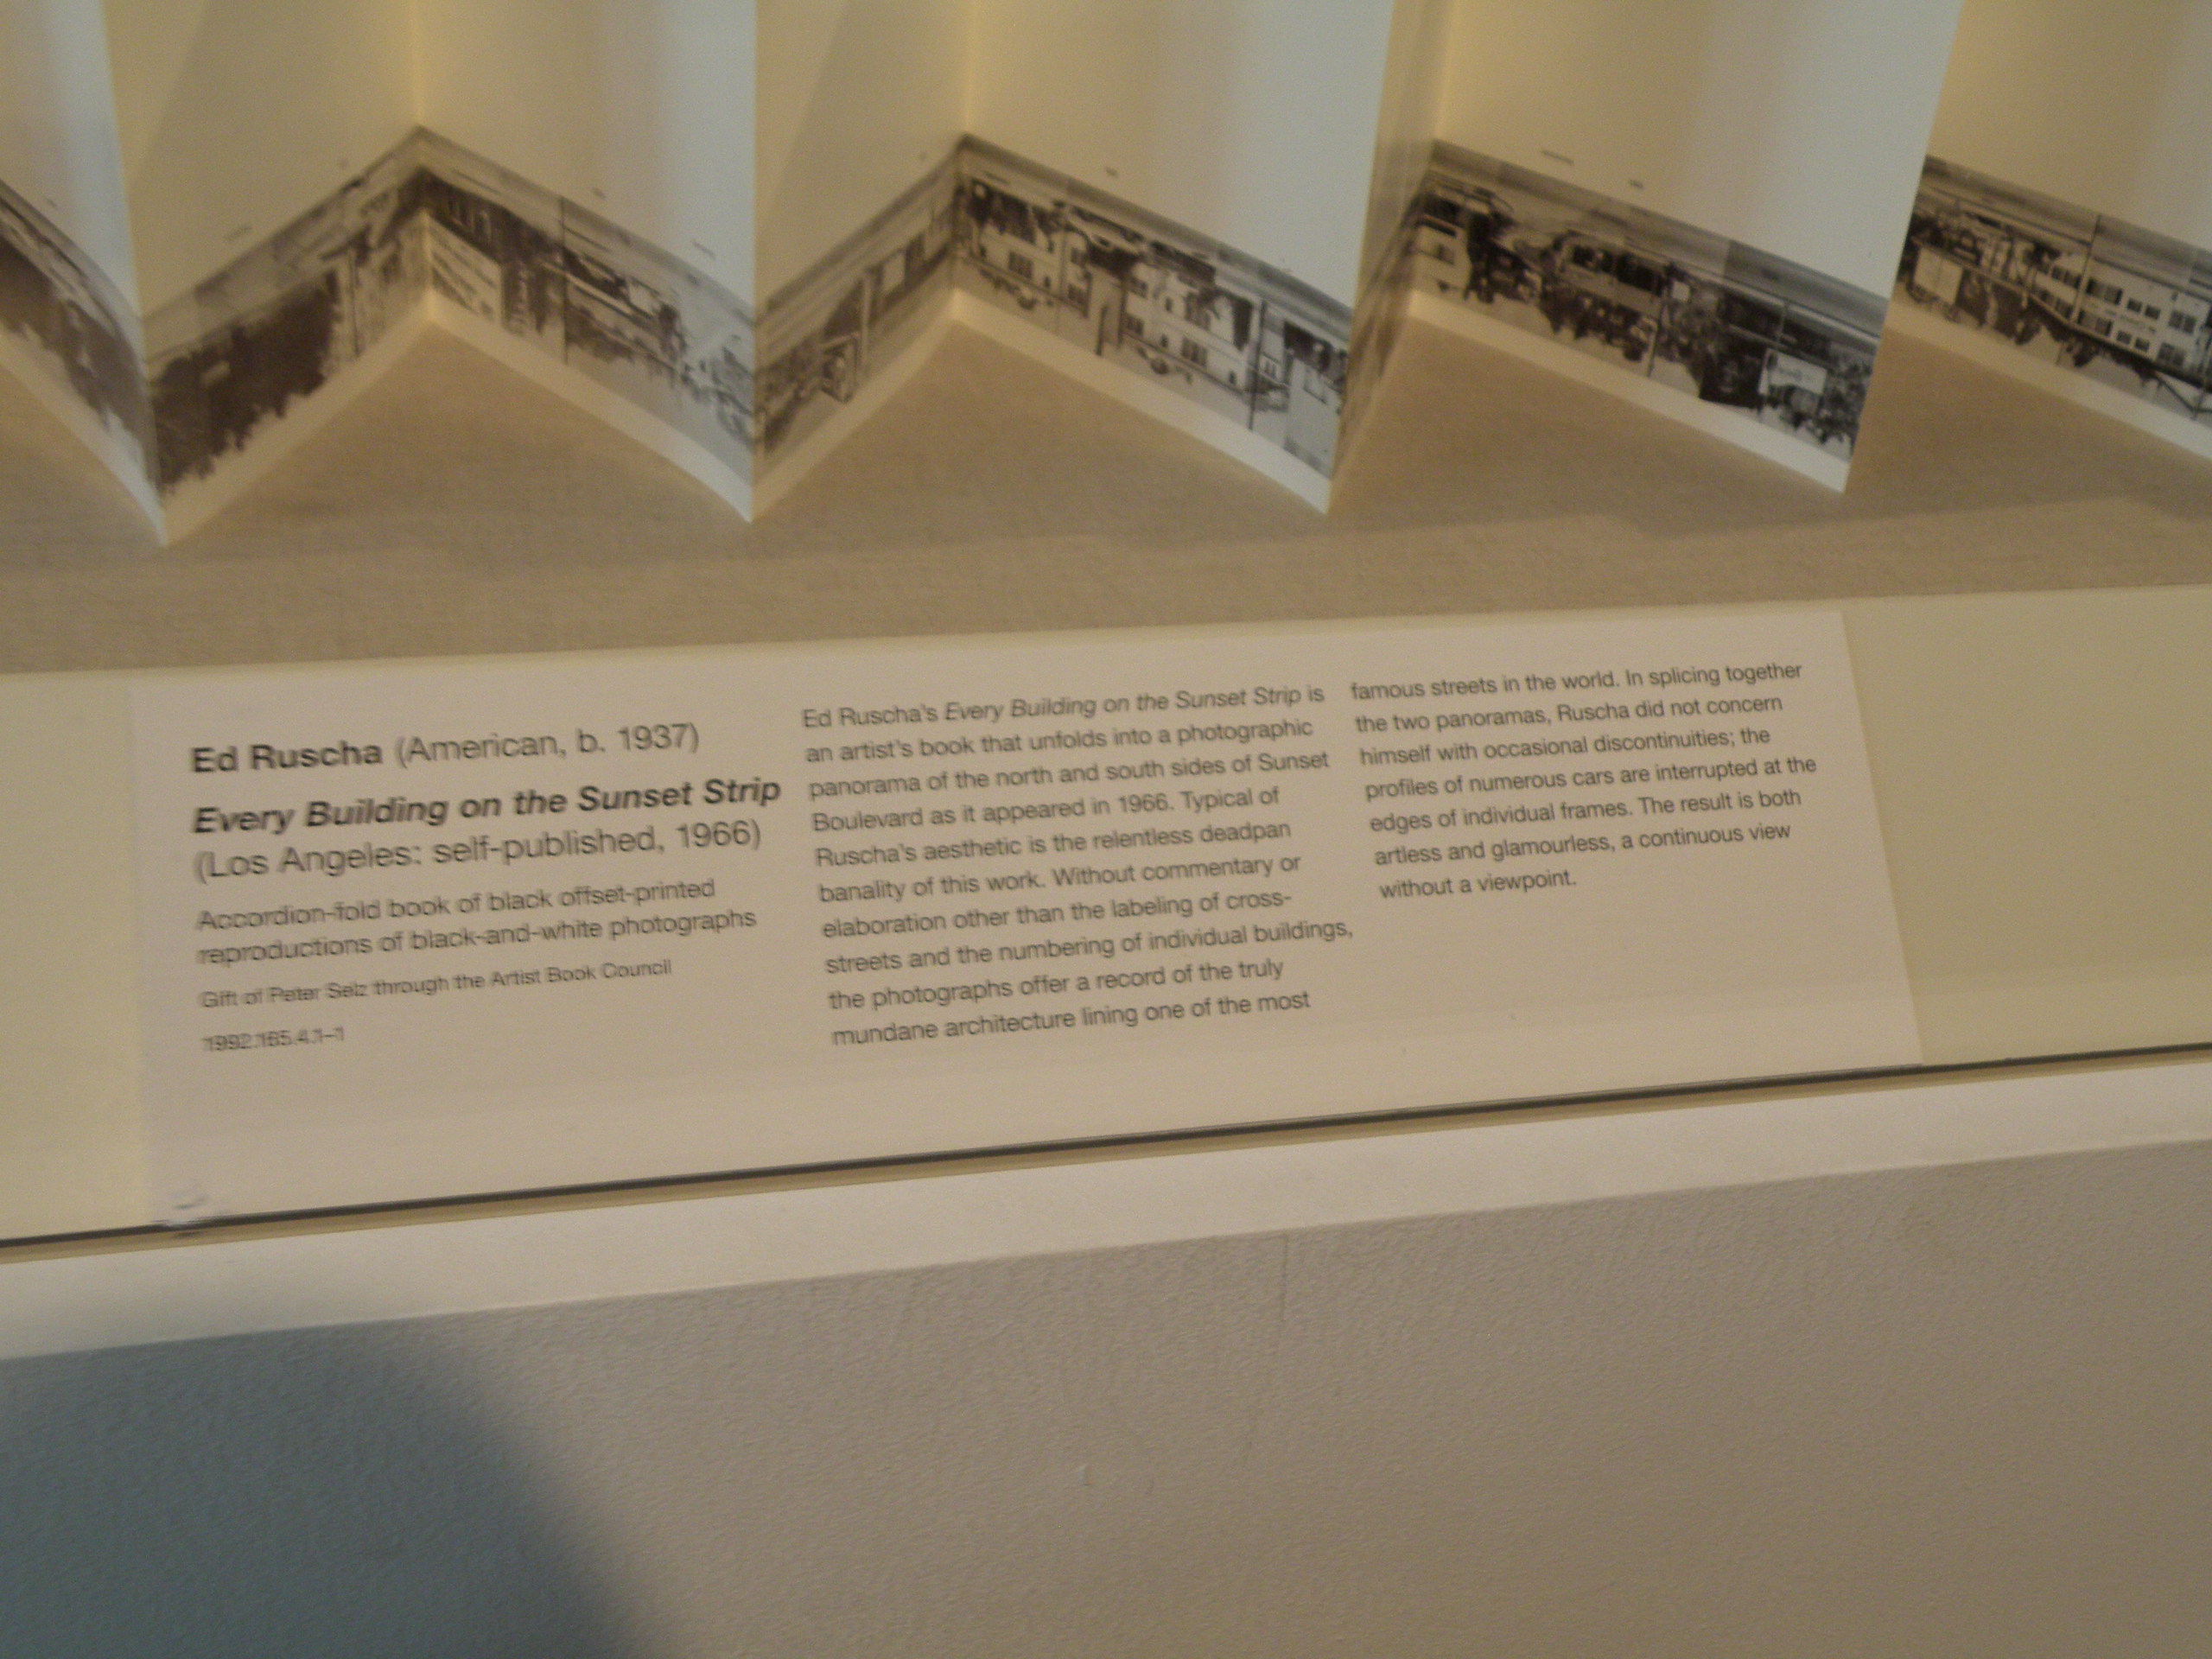 Ed Ruscha (American, b. 1937)
Every Building on the Sunset Strip
(Los Angeles: self-published, 1966)
Accordion-fold book of black offset-printed
reproductions of black-and-white photographs
Gift of Peter Selz through the Artist Book Council
1992.165.4.1–1
Ed Ruscha's Every Building on the Sunset Strip is
an artist's book that unfolds into a photographic
panorama of the north and south sides of Sunset
Boulevard as it appeared in 1966. Typical of
Ruscha's aesthetic is the relentless deadpan
banality of this work. Without commentary or
elaboration other than the labeling of cross-
streets and the numbering of individual buildings,
the photographs offer a record of the truly
mundane architecture lining one of the most
famous streets in the world. In splicing together
the two panoramas, Ruscha did not concern
himself with occasional discontinuities; the
profiles of numerous cars are interrupted at the
edges of individual frames. The result is both
artless and glamourless, a continuous view
without a viewpoint.